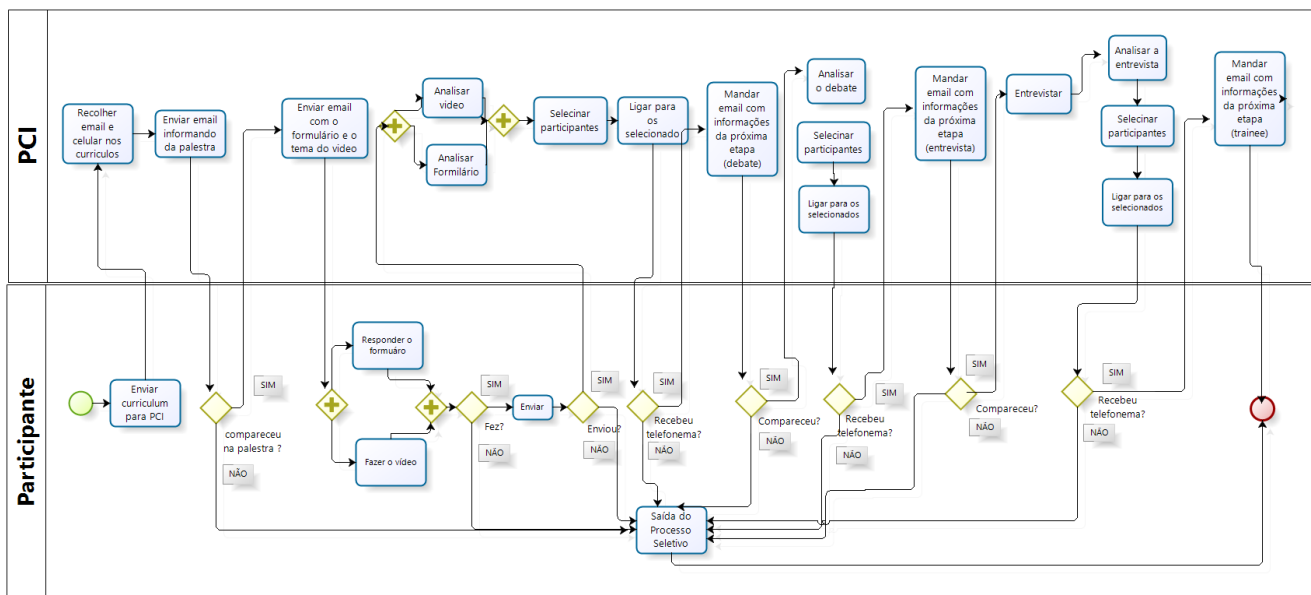 PCI
Recolher
email e
celular nos
curriculos
Enviar email
informando
da palestra
Enviar email
com o
formulário e o
tema do video
Analisar
video
Analisar
Formilário
Selecinar
participantes
Ligar para
os
selecionado
Mandar
email com
informações
da próxima
etapa
(debate)
Analisar
o debate
Selecinar
participantes
Ligar para os
selecionados
Mandar
email com
informações
da próxima
etapa
(entrevista)
Entrevistar
Analisar a
entrevista
Selecinar
participantes
Ligar para os
selecionados
Mandar
email com
informações
da próxima
etapa
(trainee)
Participante
Enviar
curriculum
para PCI
SIM
compareceu
na palestra ?
NÃO
Responder o
formuáro
Fazer o vídeo
SIM
Fez?
NÃO
Enviar
SIM
Enviou?
NÃO
SIM
Recebeu
telefonema?
NÃO
SIM
Compareceu?
NÃO
SIM
Recebeu
telefonema?
NÃO
SIM
Compareceu?
NÃO
SIM
Recebeu
telefonema?
NÃO
Saída do
Processo
Seletivo